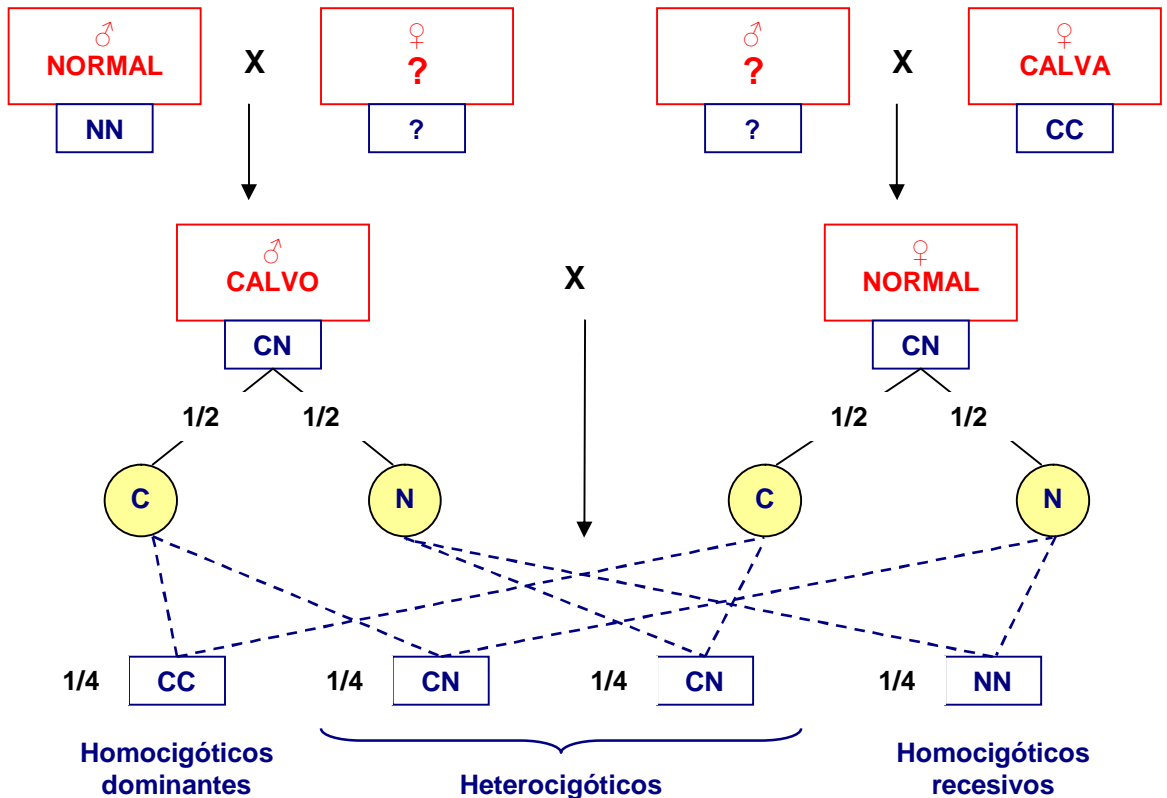 ♂ ♀ ♂ ♀
NORMAL X ? ? X CALVA
NN ? ? CC
♂ ♀
CALVO X NORMAL
CN CN
1/2 1/2 1/2 1/2
C N C N
1/4 CC 1/4 CN 1/4 CN 1/4 NN
Homocigóticos
dominantes
Heterocigóticos
Homocigóticos
recesivos